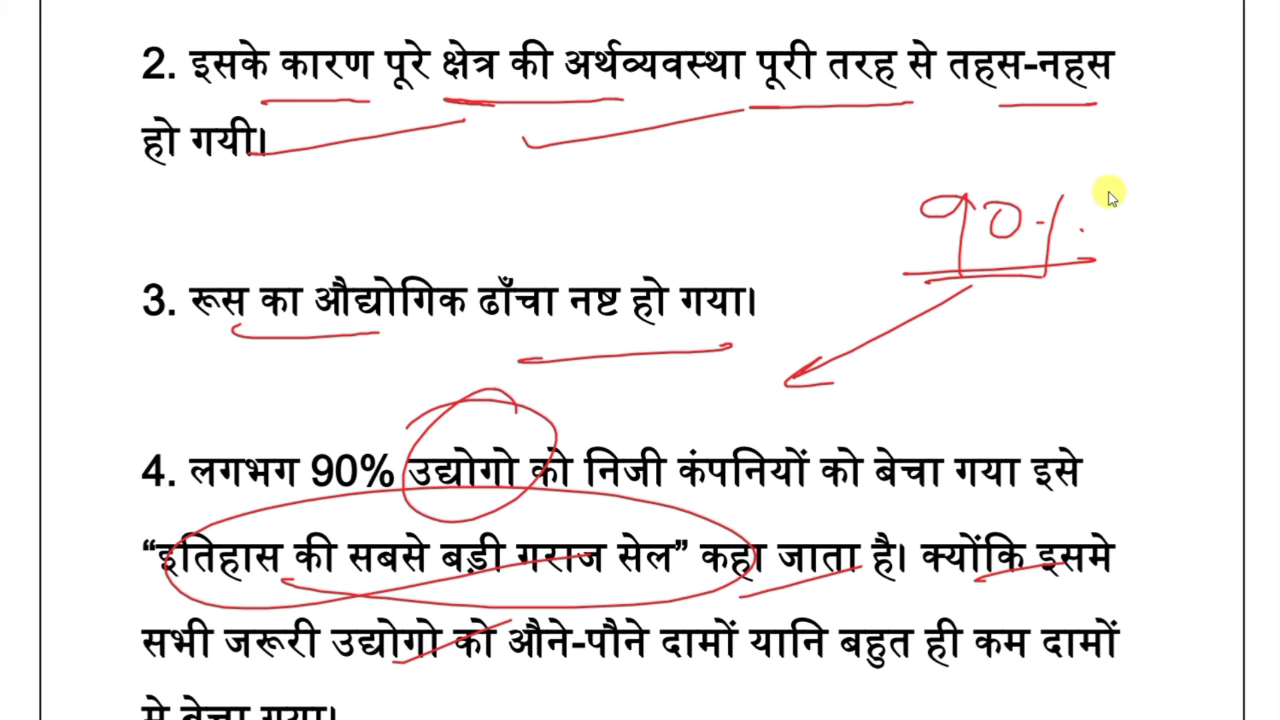 2. इसके कारण पूरे क्षेत्र की अर्थव्यवस्था पूरी तरह से तहस-नहस
हो गयी।
90%
3. रूस का औद्योगिक ढाँचा नष्ट हो गया।
4. लगभग 90% उद्योगो को निजी कंपनियों को बेचा गया इसे
“इतिहास की सबसे बड़ी गराज सेल” कहा जाता है। क्योंकि इसमे
सभी जरूरी उद्योगो को औने-पौने दामों यानि बहुत ही कम दामों
मे बेचा गया।